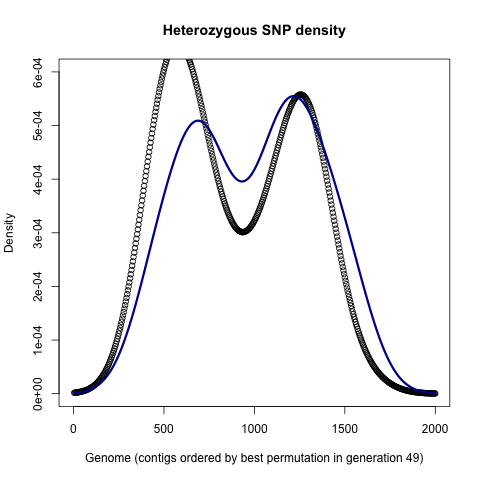 Heterozygous SNP density
6e-04
5e-04
4e-04
3e-04
2e-04
1e-04
0e+00
Density
0 500 1000 1500 2000
Genome (contigs ordered by best permutation in generation 49)